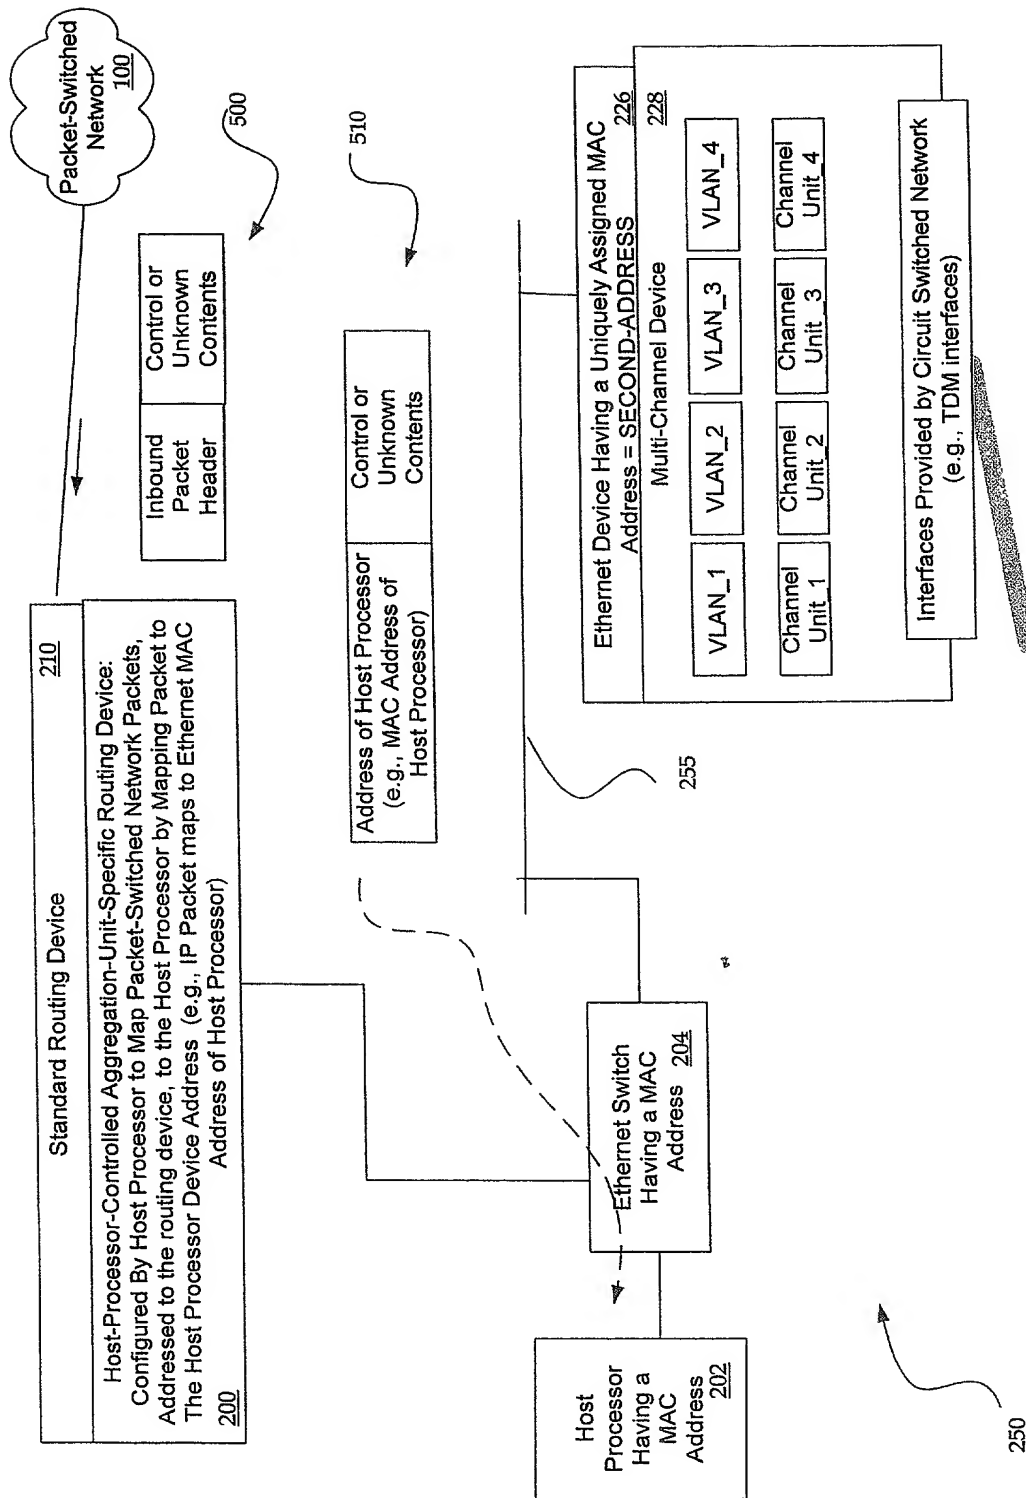 Packet-Switched
Network
100
Standard Routing Device
210
Host-Processor-Controlled Aggregation-Unit-Specific Routing Device:
Configured By Host Processor to Map Packet-Switched Network Packets,
Addressed to the routing device, to the Host Processor by Mapping Packet to
The Host Processor Device Address (e.g., IP Packet maps to Ethernet MAC
Address of Host Processor)
200
Inbound
Packet
Header
Control or
Unknown
Contents
500
Address of Host Processor
(e.g., MAC Address of
Host Processor)
Control or
Unknown
Contents
510
Host
Processor
Having a
MAC
Address
202
Ethernet Switch
Having a MAC
Address
204
255
Ethernet Device Having a Uniquely Assigned MAC
Address = SECOND-ADDRESS
226
Multi-Channel Device
228
VLAN_1
VLAN_2
VLAN_3
VLAN_4
Channel
Unit_1
Channel
Unit_2
Channel
Unit_3
Channel
Unit_4
Interfaces Provided by Circuit Switched Network
(e.g., TDM interfaces)
250